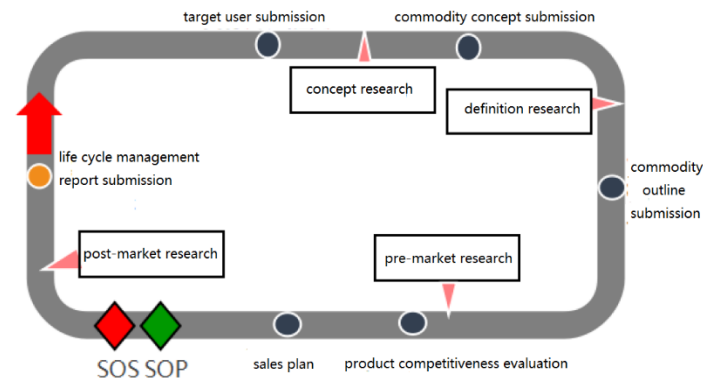 target user submission
commodity concept submission
concept research
definition research
life cycle management
report submission
commodity
outline
submission
post-market research
pre-market research
SOS SOP
sales plan
product competitiveness evaluation